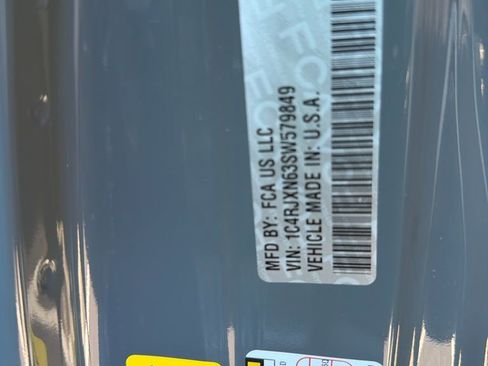 MFD BY: FCA US LLC
VIN: 1C4RJXN63SW579849
VEHICLE MADE IN: U.S.A.